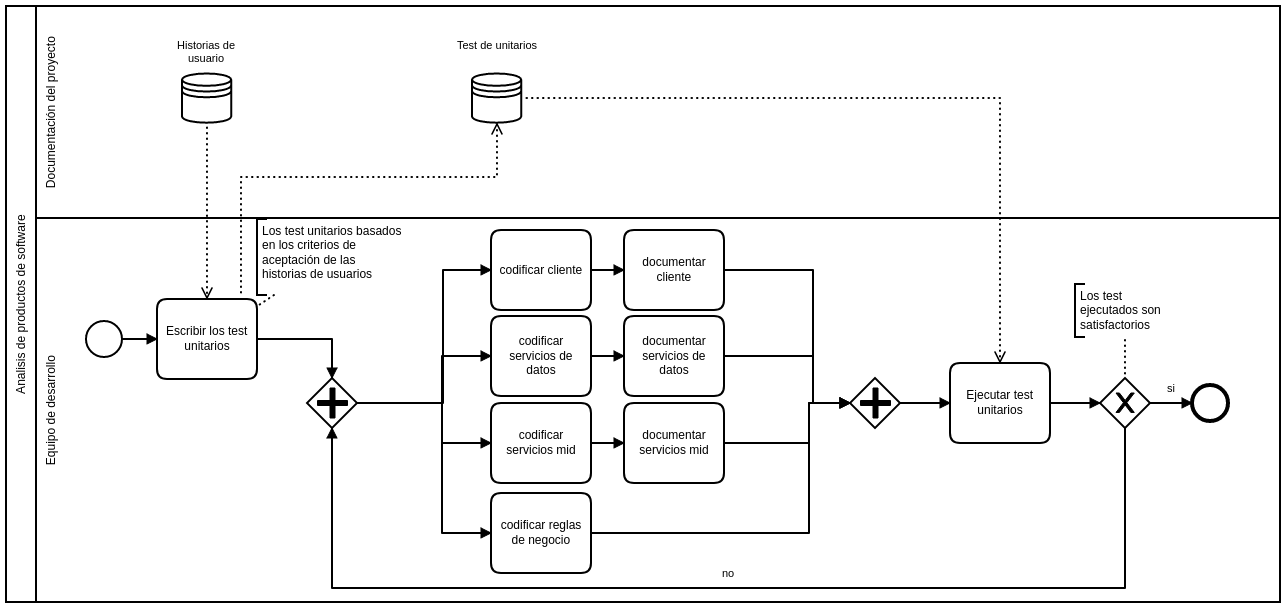 Analisis de productos de software
Documentación del proyecto
Historias de
usuario
Test de unitarios
Equipo de desarrollo
Los test unitarios basados
en los criterios de
aceptación de las
historias de usuarios
Escribir los test
unitarios
codificar cliente
documentar
cliente
codificar
servicios de
datos
documentar
servicios de
datos
codificar
servicios mid
documentar
servicios mid
codificar reglas
de negocio
Ejecutar test
unitarios
Los test
ejecutados son
satisfactorios
si
no